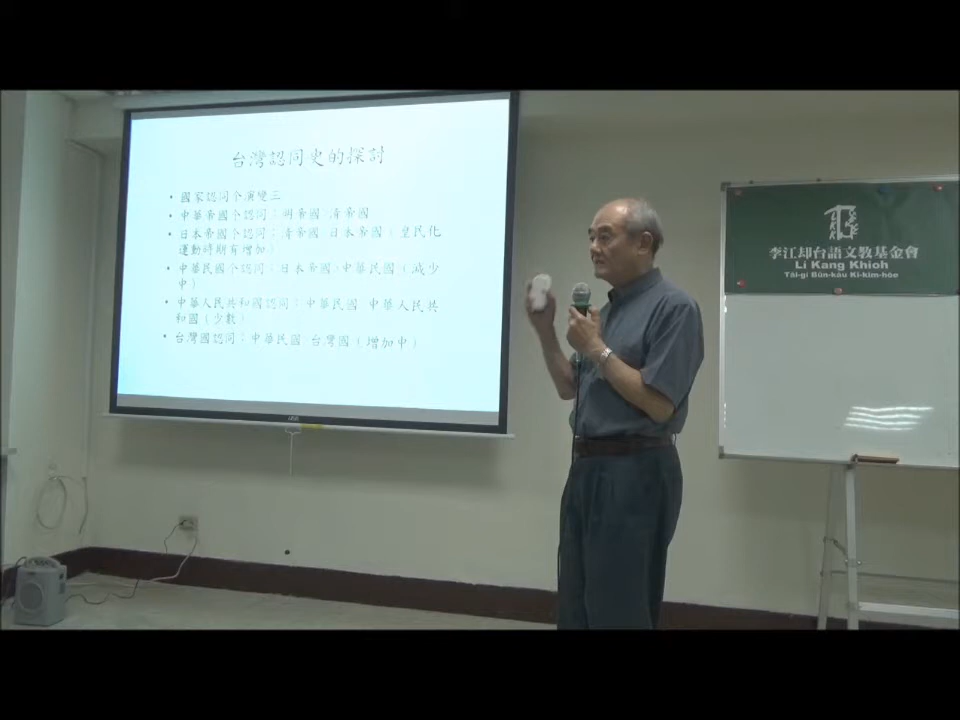 台灣認同史的探討
• 國家認同个演變三
• 中華帝國个認同：明帝國-清帝國
• 日本帝國个認同：清帝國-日本帝國（皇民化
運動時期有增加）
• 中華民國个認同：日本帝國-中華民國（減少
中）
• 中華人民共和國認同：中華民國-中華人民共
和國（少數）
• 台灣國認同：中華民國-台灣國（增加中）
李江却台語文教基金會
Li Kang Khioh
Tâi-gí Bûn-kàu Ki-kim-hōe